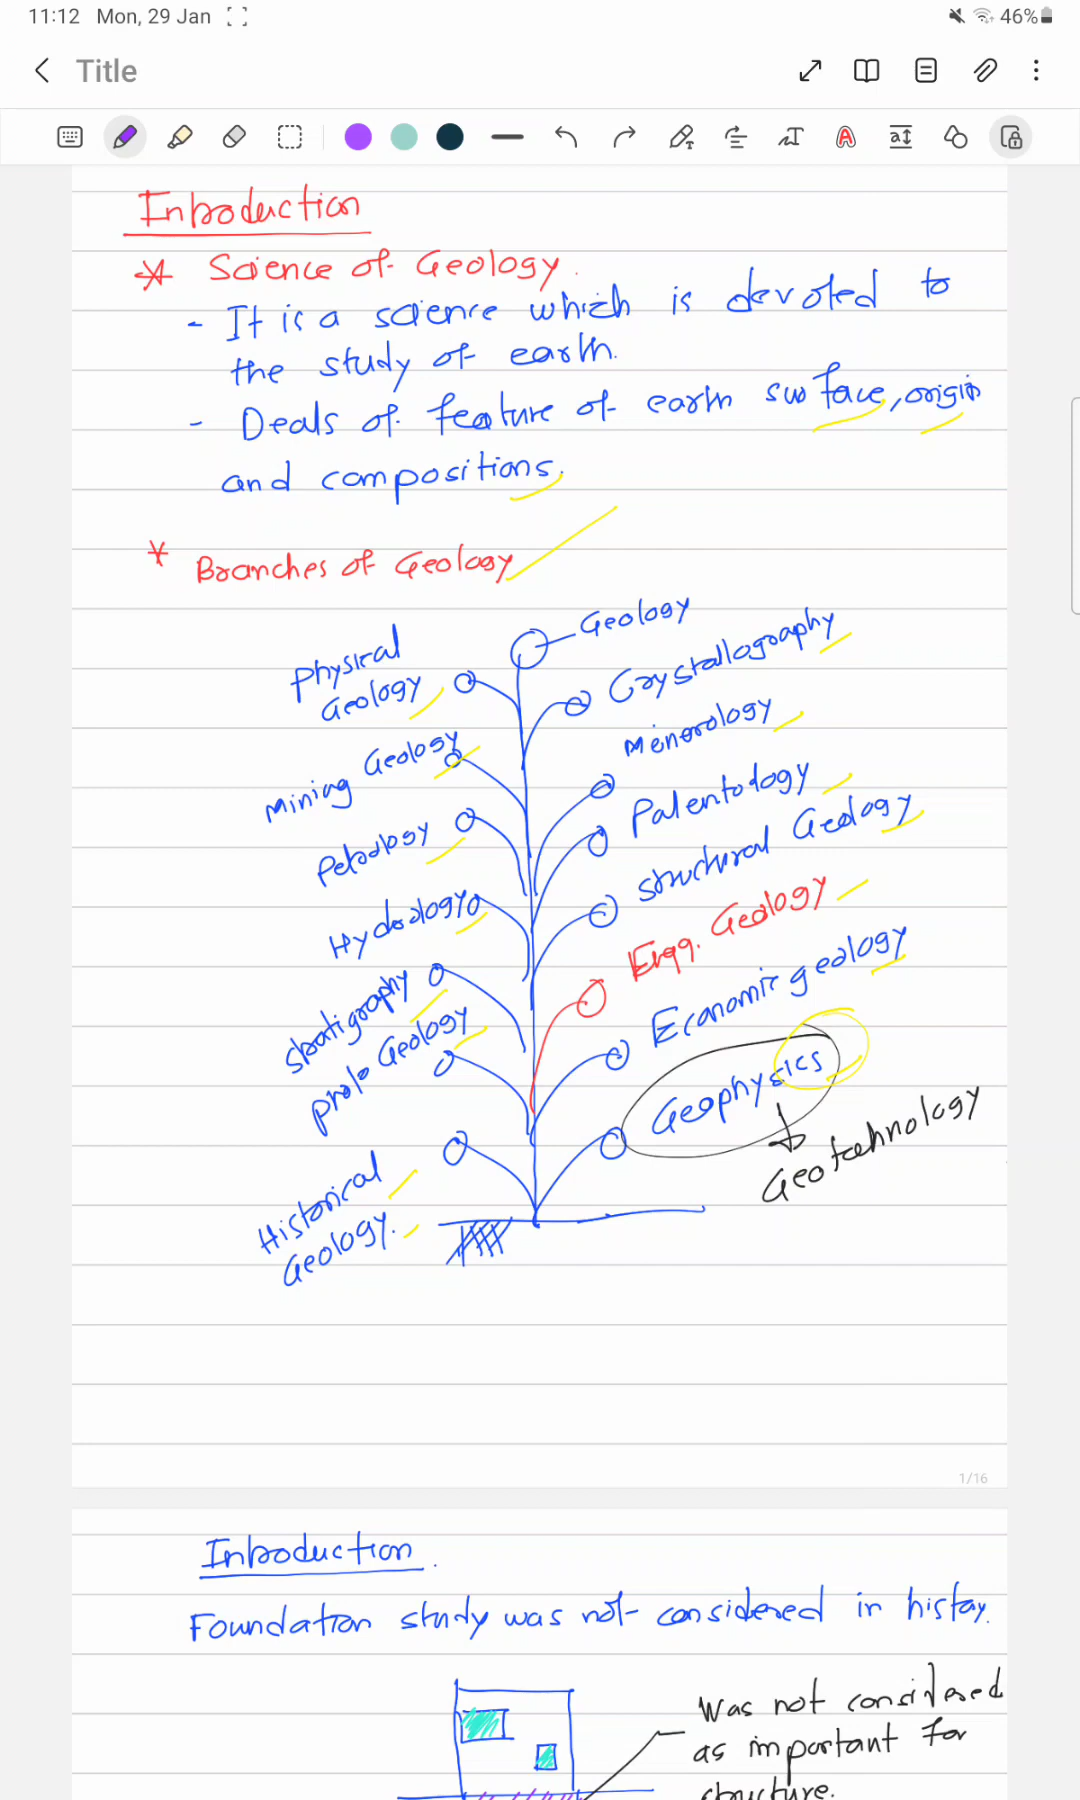 11:12 Mon, 29 Jan
46%
Title
Introduction
* Science of Geology.
- It is a science which is devoted to
the study of earth.
- Deals of feature of earth surface, origin
and compositions.
* Branches of Geology
Geology
Physical
Geology
Crystallography
Mining Geology
Menerology
Petrology
Palentodogy
Structural Geology
Hydrology
Engg. Geology
Stratigraphy
Economic geology
Geology
Geophysics
Geotechnology
Historical
Geology.
1/16
Introduction.
Foundation study was not considered in history.
Was not considered
as important for
structure.